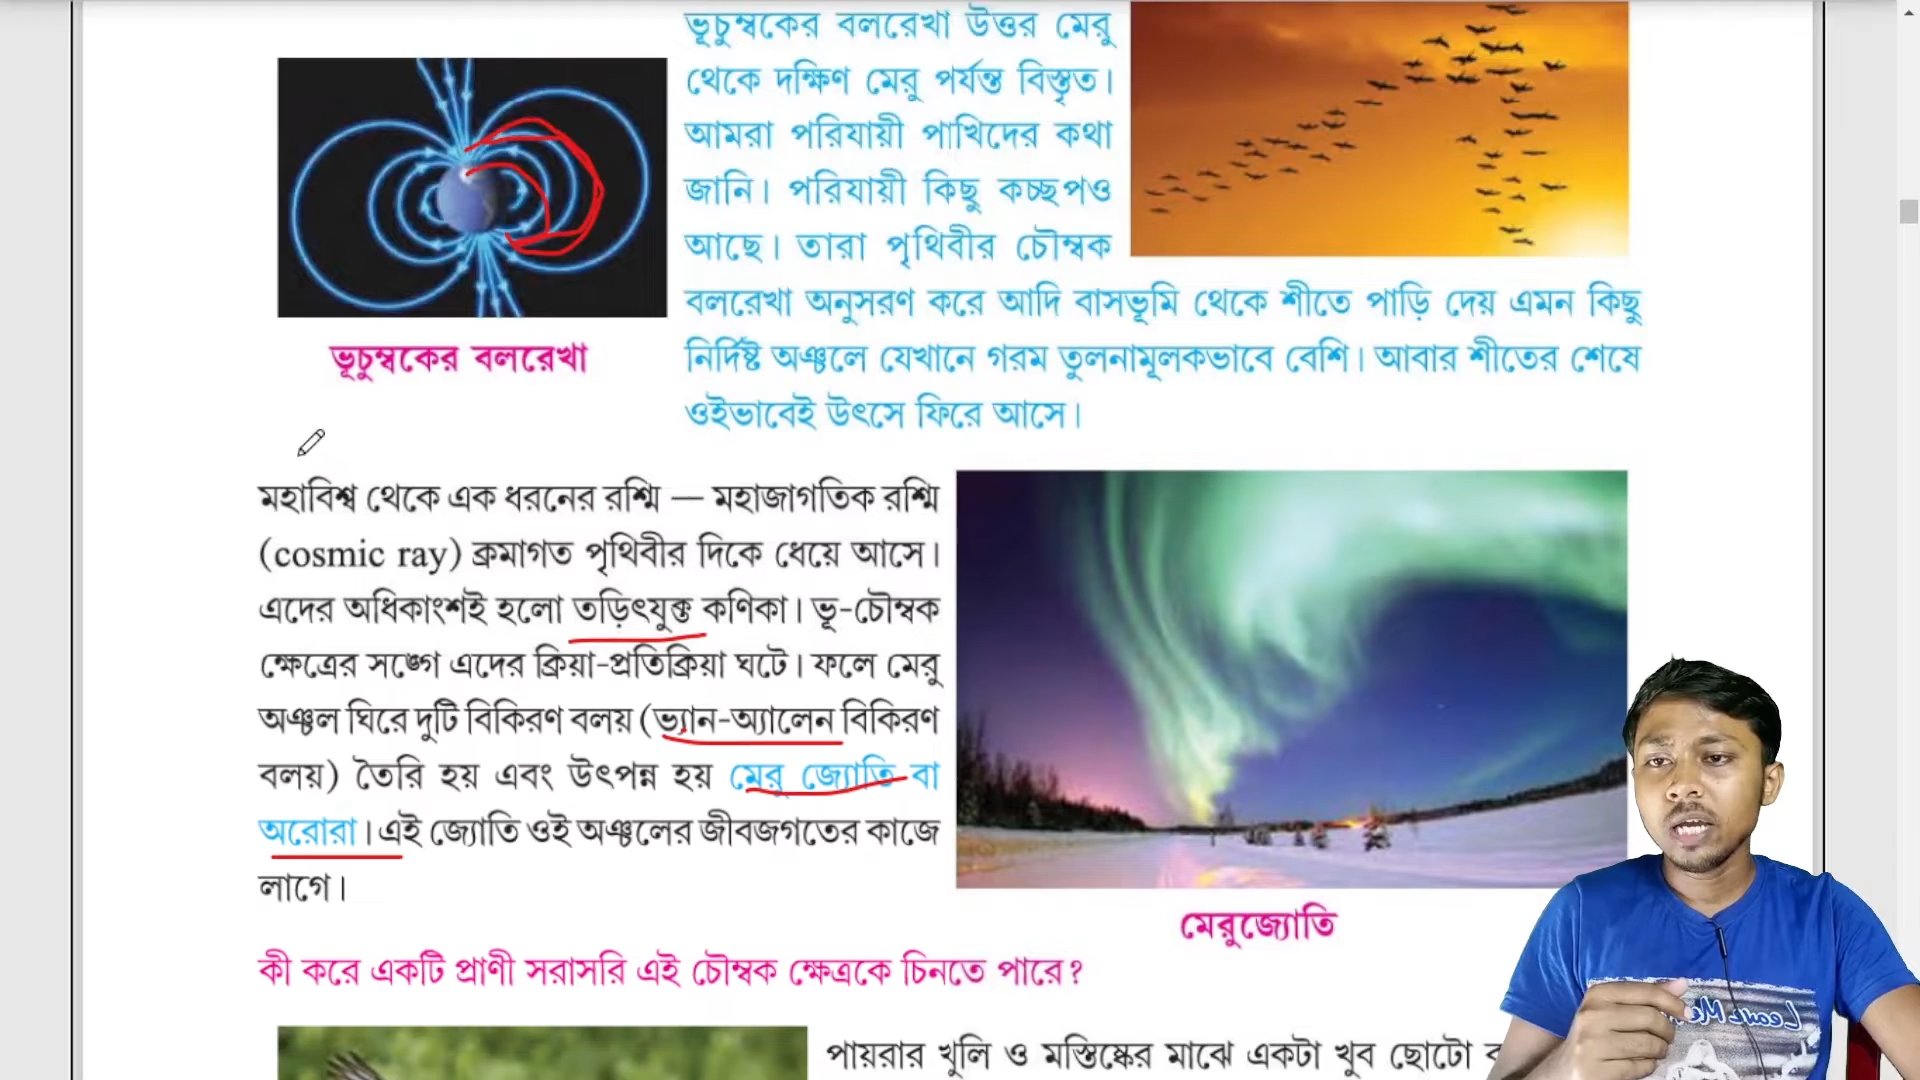 ভূচুম্বকের বলরেখা উত্তর মেরু
থেকে দক্ষিণ মেরু পর্যন্ত বিস্তৃত।
আমরা পরিযায়ী পাখিদের কথা
জানি। পরিযায়ী কিছু কচ্ছপও
আছে। তারা পৃথিবীর চৌম্বক
বলরেখা অনুসরণ করে আদি বাসভূমি থেকে শীতে পাড়ি দেয় এমন কিছু
নির্দিষ্ট অঞ্চলে যেখানে গরম তুলনামূলকভাবে বেশি। আবার শীতের শেষে
ওইভাবেই উৎসে ফিরে আসে।
ভূচুম্বকের বলরেখা
মহাবিশ্ব থেকে এক ধরনের রশ্মি — মহাজাগতিক রশ্মি
(cosmic ray) ক্রমাগত পৃথিবীর দিকে ধেয়ে আসে।
এদের অধিকাংশই হলো তড়িৎযুক্ত কণিকা। ভূ-চৌম্বক
ক্ষেত্রের সঙ্গে এদের ক্রিয়া-প্রতিক্রিয়া ঘটে। ফলে মেরু
অঞ্চল ঘিরে দুটি বিকিরণ বলয় (ভ্যান-অ্যালেন বিকিরণ
বলয়) তৈরি হয় এবং উৎপন্ন হয় মেরু জ্যোতি বা
অরোরা। এই জ্যোতি ওই অঞ্চলের জীবজগতের কাজে
লাগে।
মেরুজ্যোতি
কী করে একটি প্রাণী সরাসরি এই চৌম্বক ক্ষেত্রকে চিনতে পারে?
পায়রার খুলি ও মস্তিষ্কের মাঝে একটা খুব ছোটো